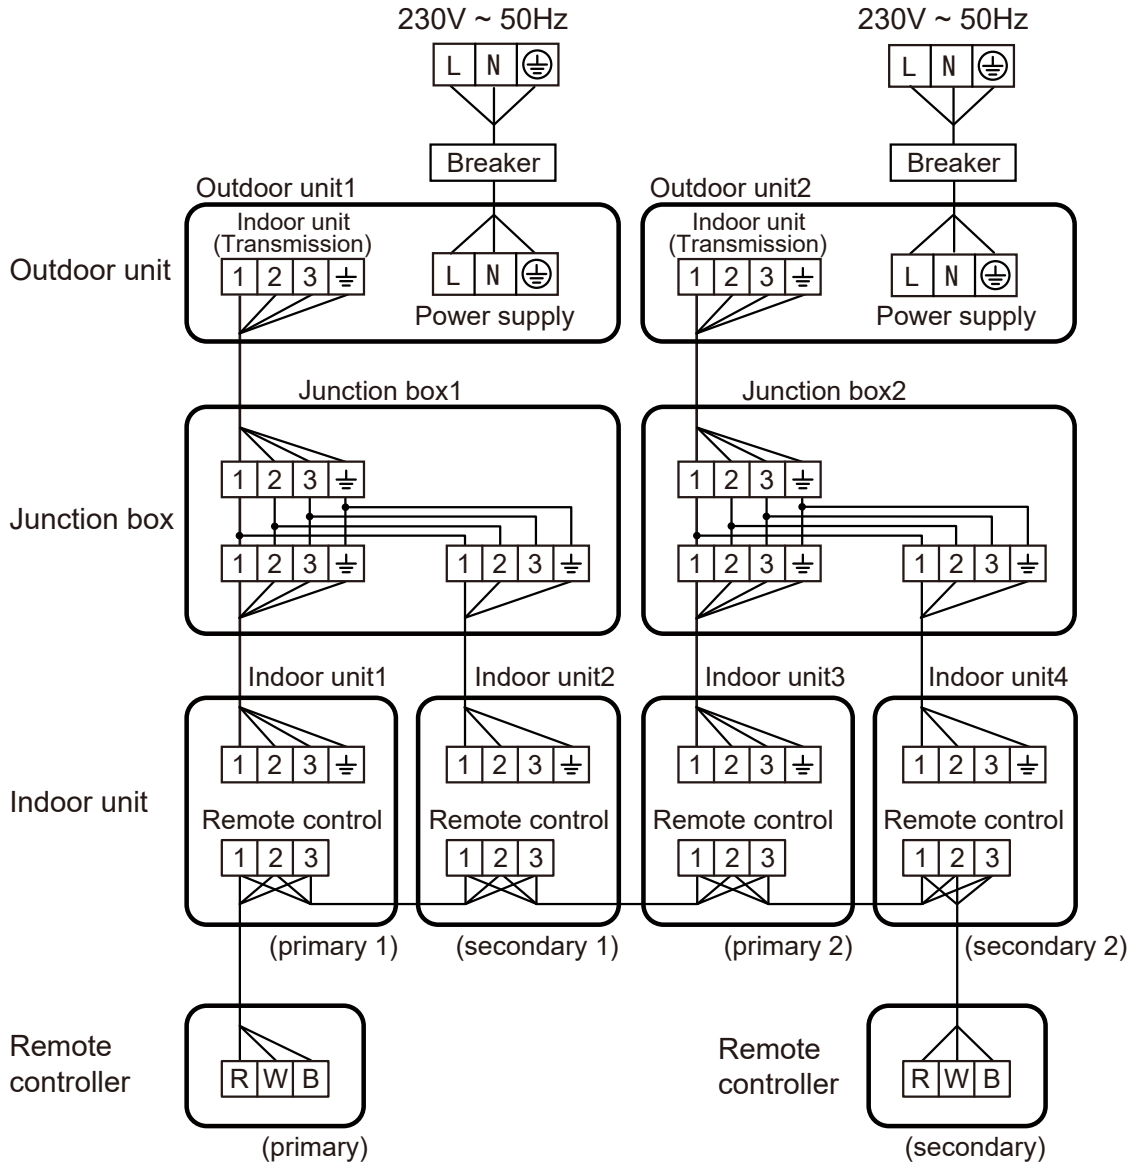 230V ~ 50Hz 230V ~ 50Hz
L N L N
Breaker Breaker
Outdoor unit1 Outdoor unit2
Indoor unit Indoor unit
(Transmission) (Transmission)
Outdoor unit 1 2 3 L N 1 2 3 L N
Power supply Power supply
Junction box1 Junction box2
1 2 3 1 2 3
Junction box
1 2 3 1 2 3 1 2 3 1 2 3
Indoor unit1 Indoor unit2 Indoor unit3 Indoor unit4
1 2 3 1 2 3 1 2 3 1 2 3
Indoor unit
Remote control Remote control Remote control Remote control
1 2 3 1 2 3 1 2 3 1 2 3
(primary 1) (secondary 1) (primary 2) (secondary 2)
Remote
controller
R W B
(primary)
Remote
controller
R W B
(secondary)